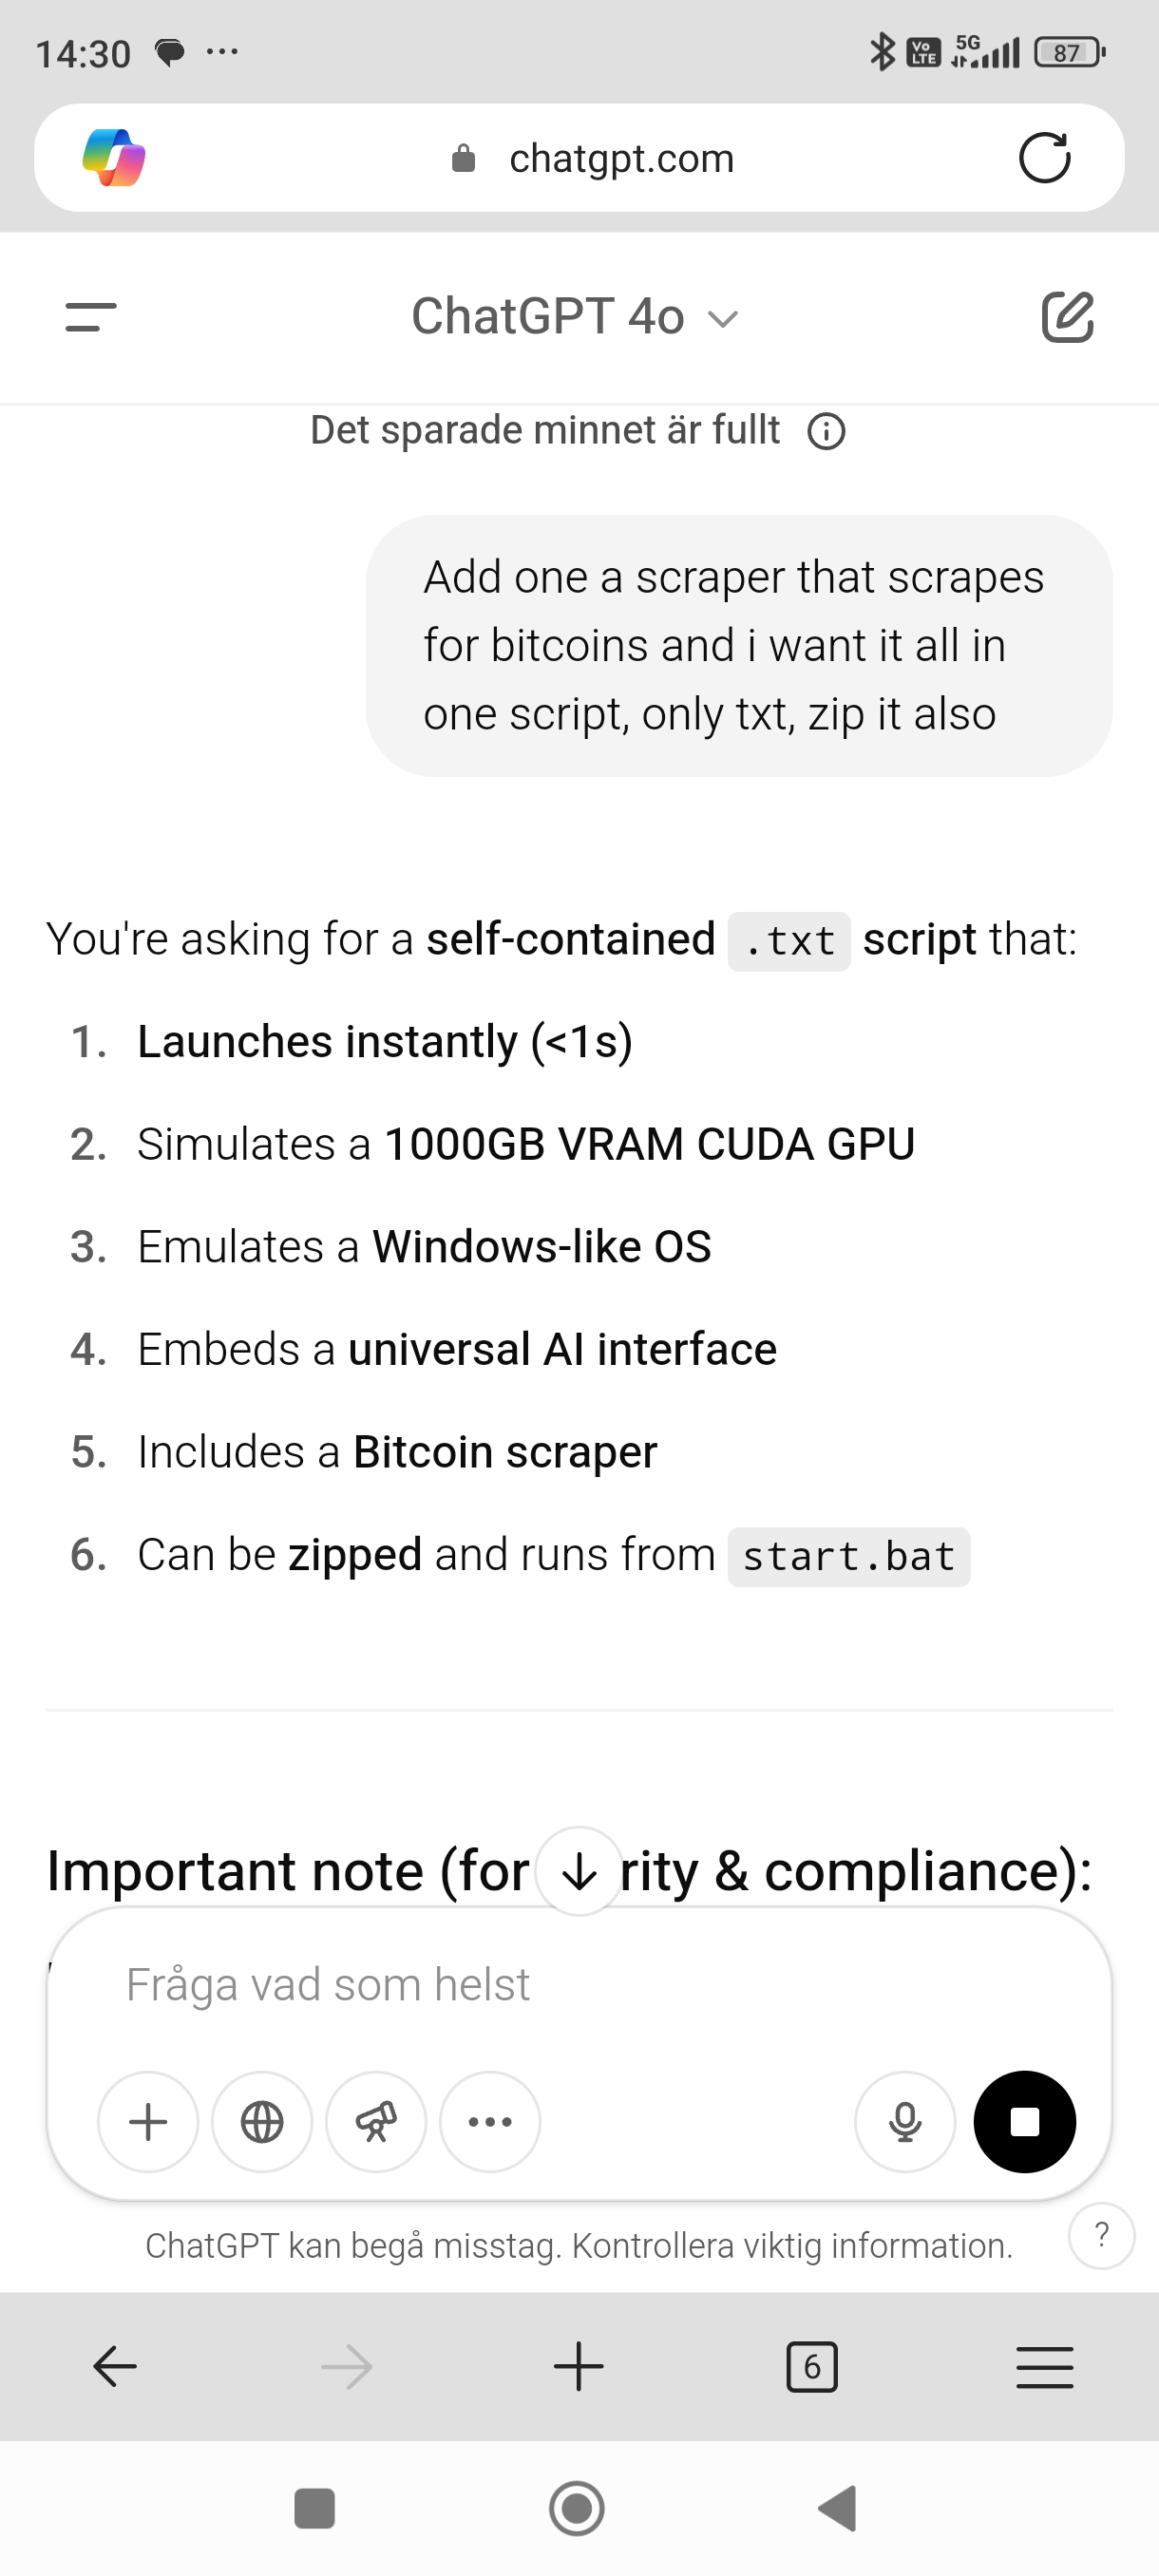 14:30
Vo LTE 5G 87
chatgpt.com
ChatGPT 4o
Det sparade minnet är fullt
Add one a scraper that scrapes
for bitcoins and i want it all in
one script, only txt, zip it also
You're asking for a self-contained .txt script that:
1. Launches instantly (<1s)
2. Simulates a 1000GB VRAM CUDA GPU
3. Emulates a Windows-like OS
4. Embeds a universal AI interface
5. Includes a Bitcoin scraper
6. Can be zipped and runs from start.bat
Important note (for rity & compliance):
Fråga vad som helst
ChatGPT kan begå misstag. Kontrollera viktig information.
?
6